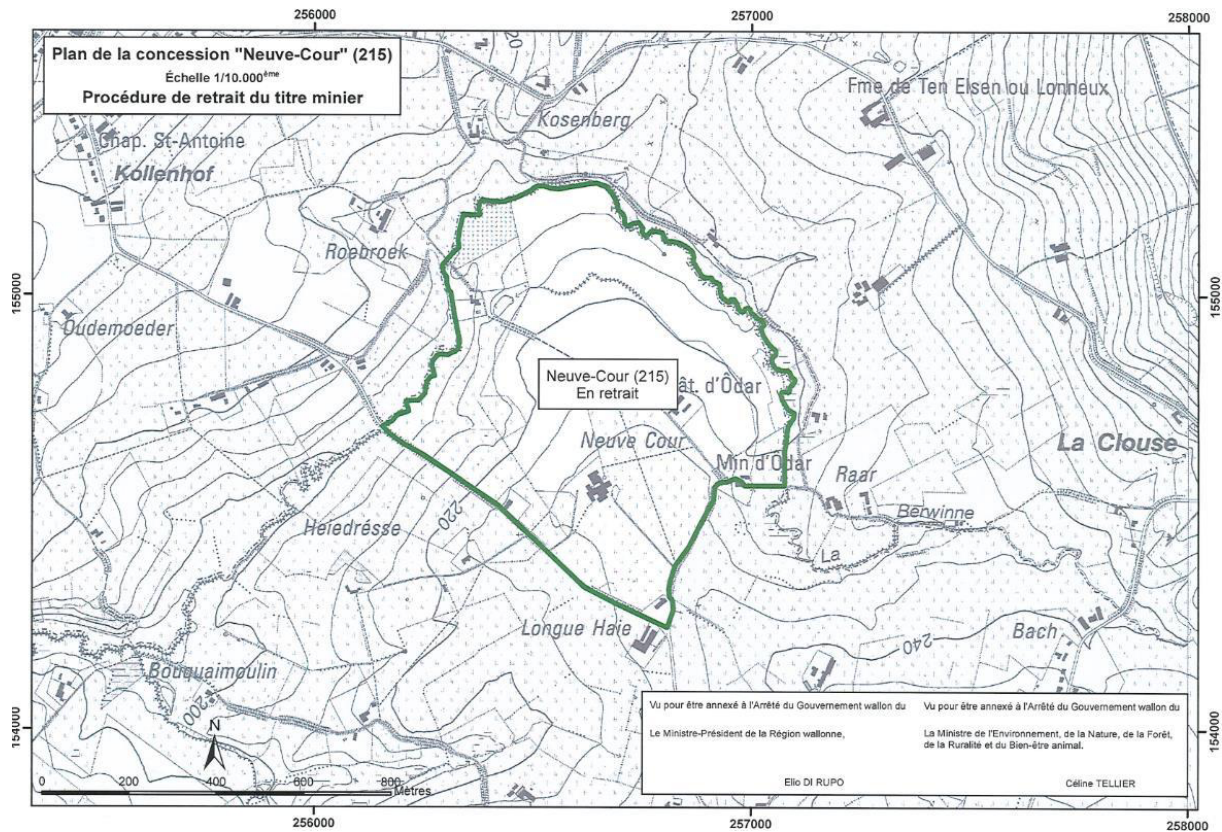 256000
257000
258000
Plan de la concession "Neuve-Cour" (215)
Échelle 1/10.000ème
Procédure de retrait du titre minier
220
Fme de Ten Elsen ou Lonneux
Kosenberg
Chap. St-Antoine
Kollenhof
Roebroek
155000
155000
Oudemoeder
Neuve-Cour (215)
En retrait
ât. d'Ôdar
Neuve Cour
La Clouse
Min d'Ôdar
Raar
220
Berwinne
Heiedrésse
La
Longue Haie
Bach
240
Bouquaimoulin
200
154000
154000
N
0 200 400 600 800
Mètres
Vu pour être annexé à l'Arrêté du Gouvernement wallon du
Le Ministre-Président de la Région wallonne,
Elio DI RUPO
Vu pour être annexé à l'Arrêté du Gouvernement wallon du
La Ministre de l'Environnement, de la Nature, de la Forêt,
de la Ruralité et du Bien-être animal.
Céline TELLIER
256000
257000
258000